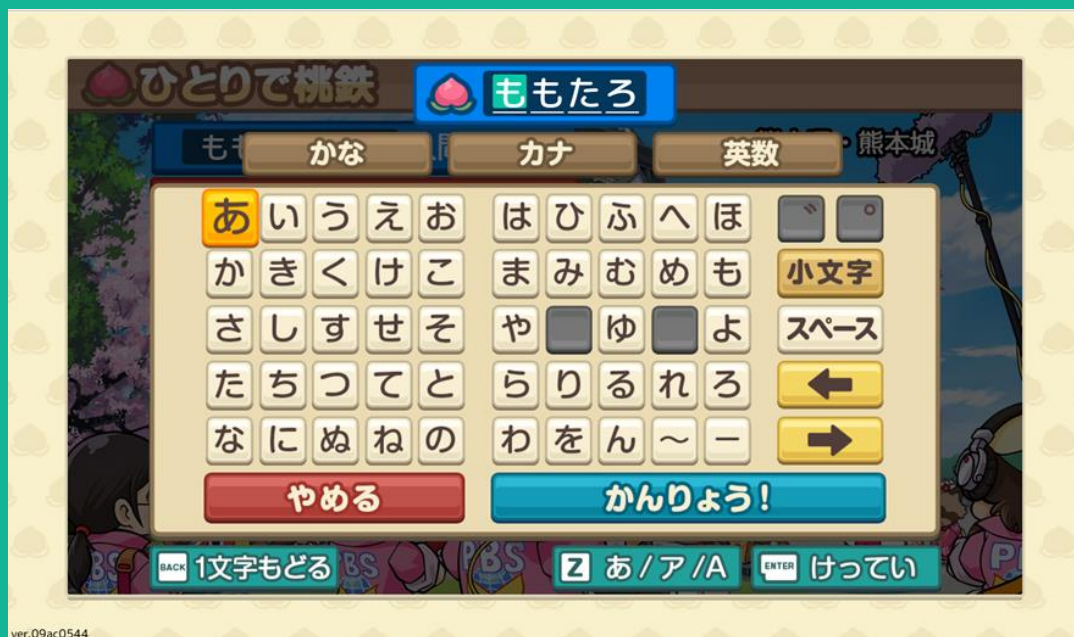 ひとりで桃鉄
ももたろ
熊本城
かな カナ 英数
あ い う え お は ひ ふ へ ほ ゛ ゜
か き く け こ ま み む め も 小文字
さ し す せ そ や ゆ よ スペース
た ち つ て と ら り る れ ろ ←
な に ぬ ね の わ を ん ～ ー →
やめる かんりょう!
BACK 1文字もどる Z あ/ア/A ENTER けってい
PBS BS PBS
ver.09ac0544